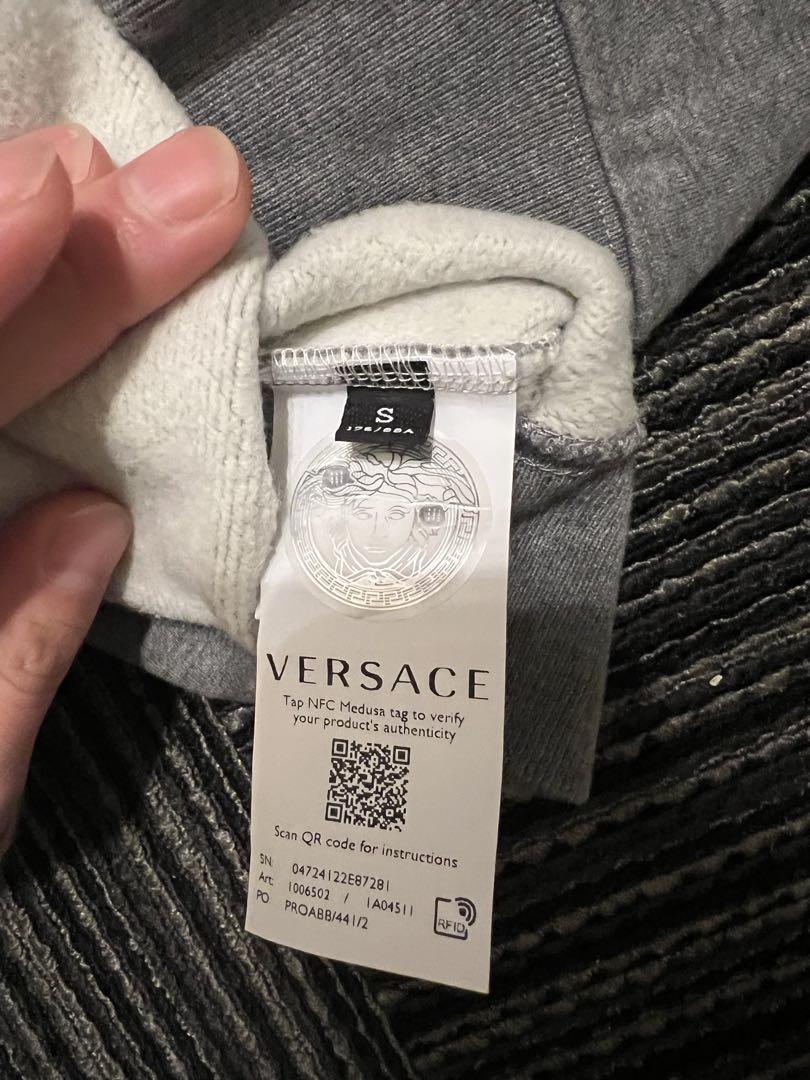 S
VERSACE
Tap NFC Medusa tag to verify
your product's authenticity
Scan QR code for instructions
SN: 04724122E87281
Art: 1006502 / 1A04511
PO PROABB/441/2
RFID